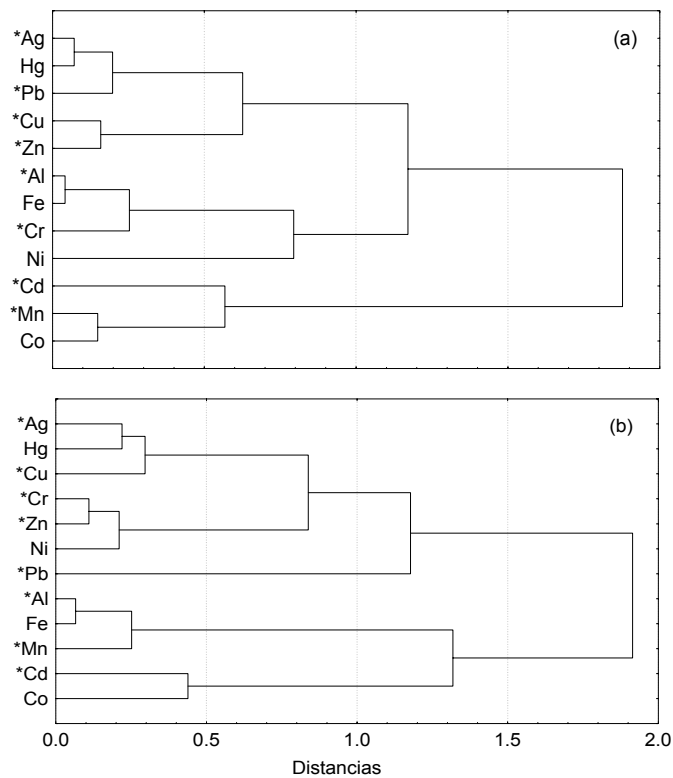 (a)
*Ag
Hg
*Pb
*Cu
*Zn
*Al
Fe
*Cr
Ni
*Cd
*Mn
Co
(b)
*Ag
Hg
*Cu
*Cr
*Zn
Ni
*Pb
*Al
Fe
*Mn
*Cd
Co
0.0 0.5 1.0 1.5 2.0
Distancias